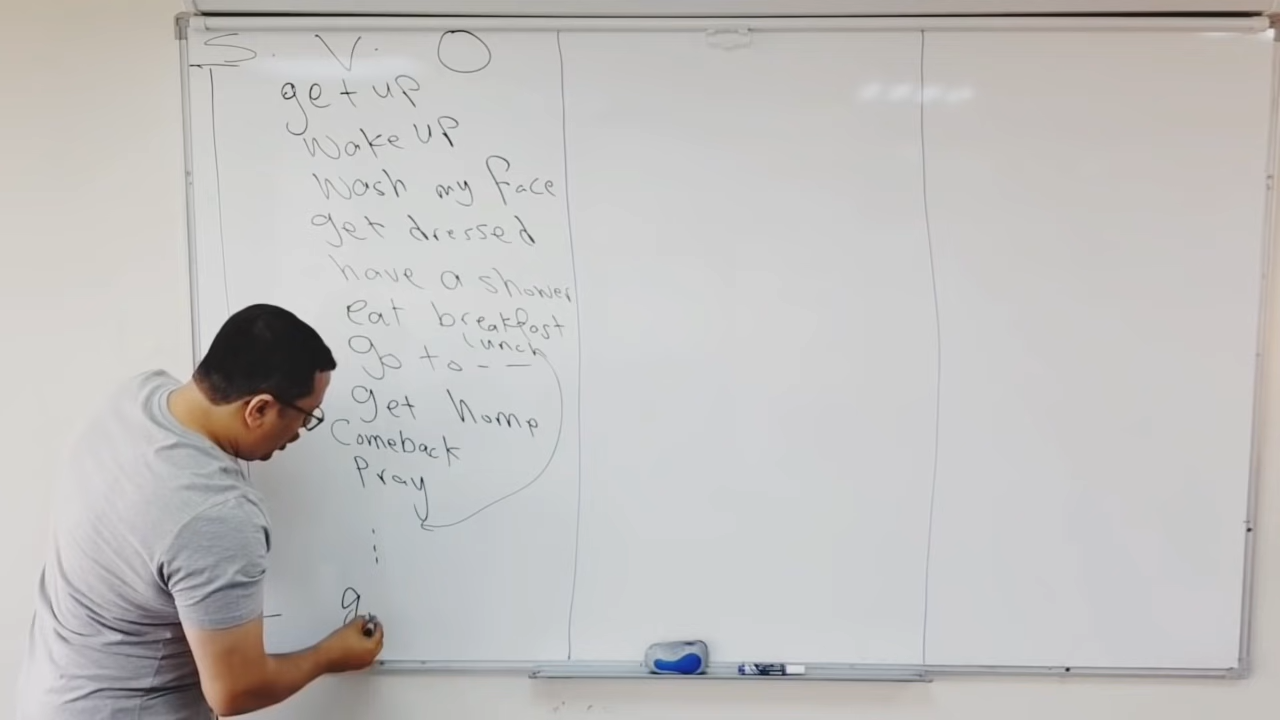 S. V. O
get up
wake up
wash my face
get dressed
have a shower
eat breakfast
lunch
go to - -
get home
Comeback
Pray
g